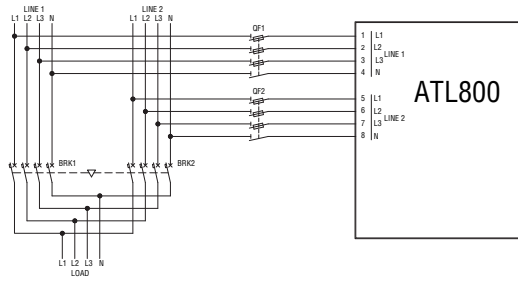 LINE 1
L1 L2 L3 N
LINE 2
L1 L2 L3 N
QF1
1 L1
2 L2
3 L3
4 N
LINE 1
QF2
5 L1
6 L2
7 L3
8 N
LINE 2
ATL800
BRK1
BRK2
L1 L2 L3 N
LOAD